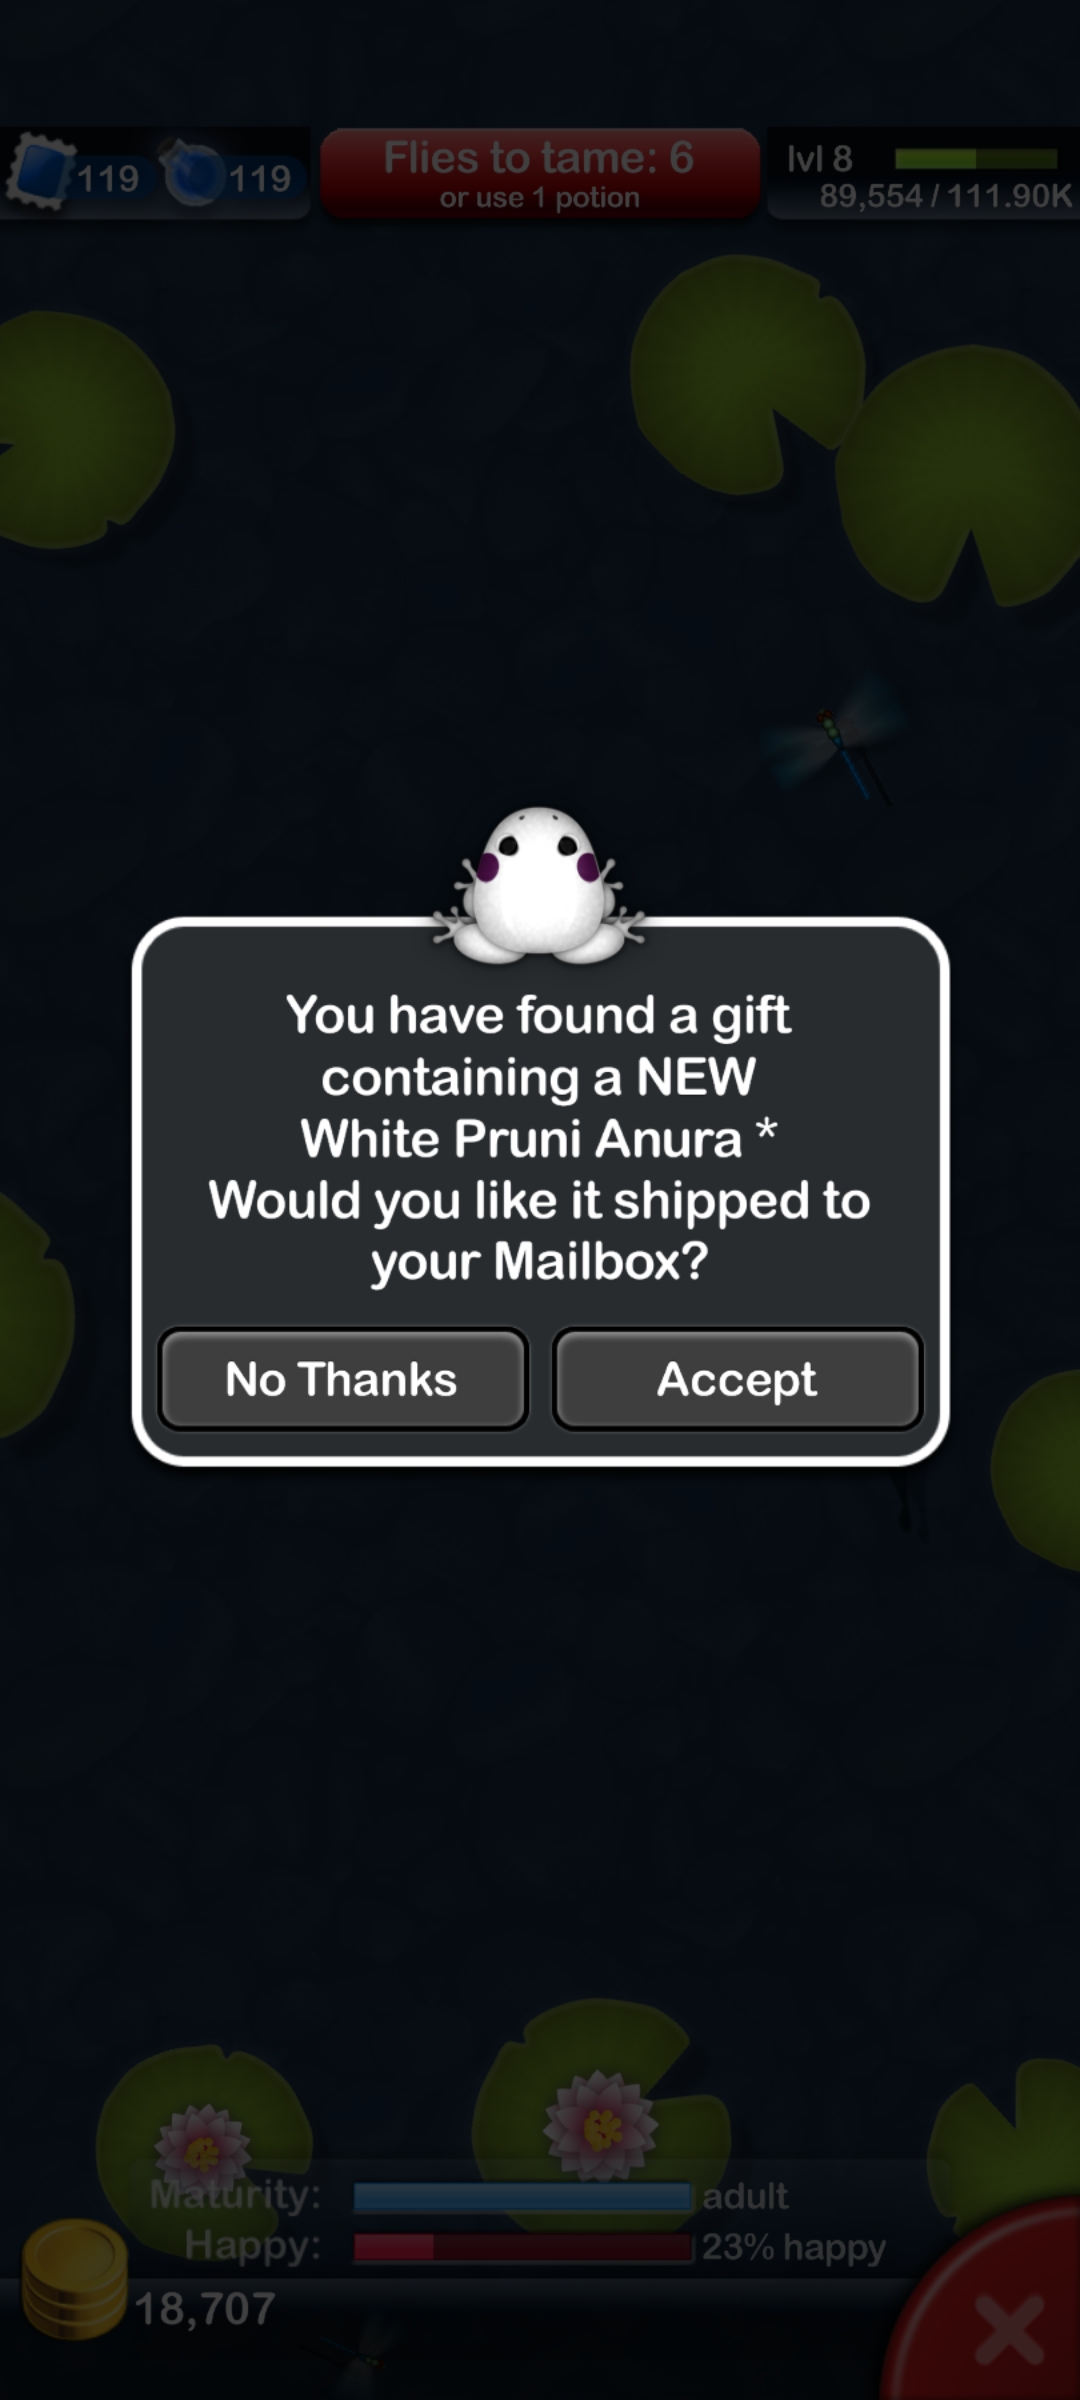 119
119
Flies to tame: 6
or use 1 potion
lvl 8
89,554 / 111.90K
You have found a gift
containing a NEW
White Pruni Anura *
Would you like it shipped to
your Mailbox?
No Thanks
Accept
Maturity:
adult
Happy:
23% happy
18,707